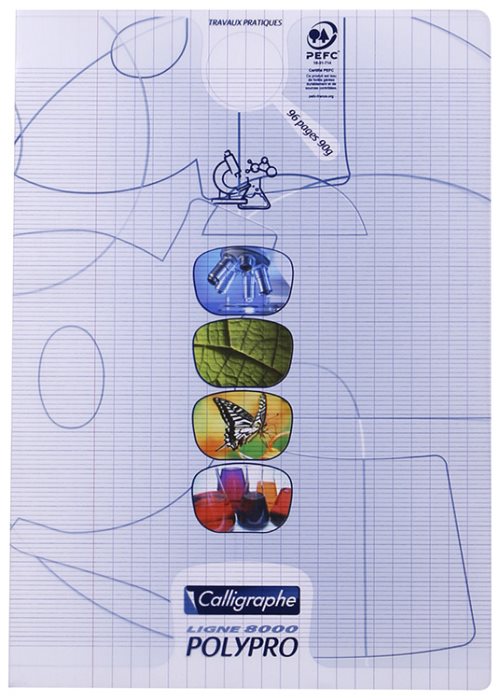 TRAVAUX PRATIQUES
PEFC
10-31-714
Certifié PEFC
Ce produit est issu
de forêts gérées
durablement et de
sources contrôlées.
pefc-france.org
96 pages 90g
Calligraphe
LIGNE 8000
POLYPRO